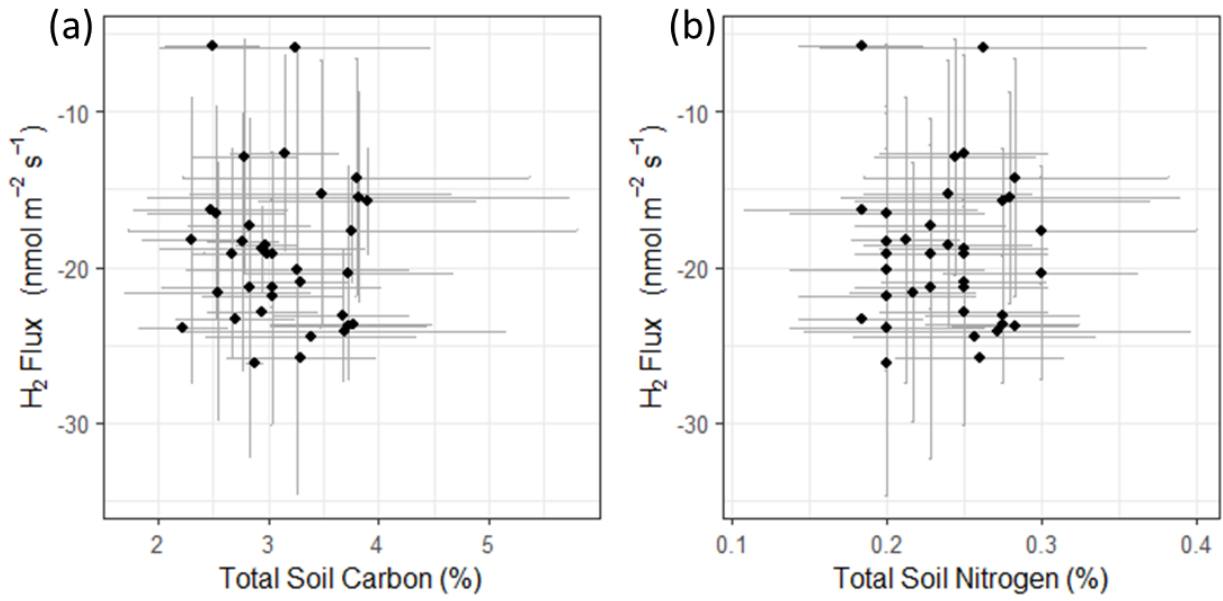 (a)
(b)
H₂ Flux (nmol m⁻² s⁻¹)
-10
-20
-30
2 3 4 5
Total Soil Carbon (%)
H₂ Flux (nmol m⁻² s⁻¹)
-10
-20
-30
0.1 0.2 0.3 0.4
Total Soil Nitrogen (%)